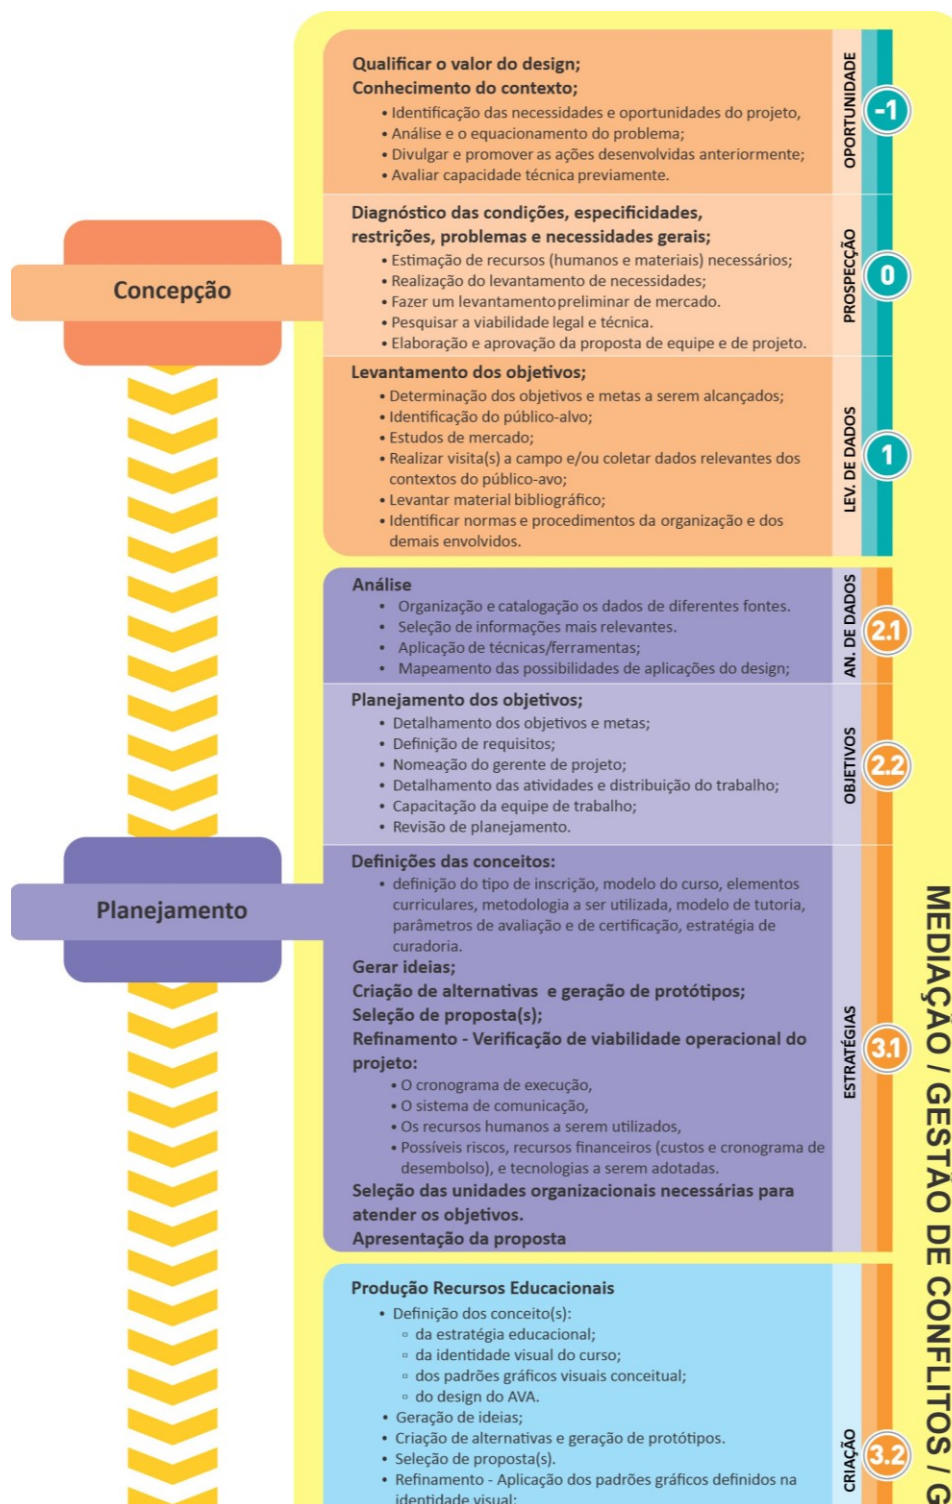 Qualificar o valor do design;
Conhecimento do contexto;
• Identificação das necessidades e oportunidades do projeto,
• Análise e o equacionamento do problema;
• Divulgar e promover as ações desenvolvidas anteriormente;
• Avaliar capacidade técnica previamente.
OPORTUNIDADE
-1
Concepção
Diagnóstico das condições, especificidades,
restrições, problemas e necessidades gerais;
• Estimação de recursos (humanos e materiais) necessários;
• Realização do levantamento de necessidades;
• Fazer um levantamento preliminar de mercado.
• Pesquisar a viabilidade legal e técnica.
• Elaboração e aprovação da proposta de equipe e de projeto.
PROSPECÇÃO
0
Levantamento dos objetivos;
• Determinação dos objetivos e metas a serem alcançados;
• Identificação do público-alvo;
• Estudos de mercado;
• Realizar visita(s) a campo e/ou coletar dados relevantes dos
contextos do público-avo;
• Levantar material bibliográfico;
• Identificar normas e procedimentos da organização e dos
demais envolvidos.
LEV. DE DADOS
1
Análise
• Organização e catalogação os dados de diferentes fontes.
• Seleção de informações mais relevantes.
• Aplicação de técnicas/ferramentas;
• Mapeamento das possibilidades de aplicações do design;
AN. DE DADOS
2.1
Planejamento dos objetivos;
• Detalhamento dos objetivos e metas;
• Definição de requisitos;
• Nomeação do gerente de projeto;
• Detalhamento das atividades e distribuição do trabalho;
• Capacitação da equipe de trabalho;
• Revisão de planejamento.
OBJETIVOS
2.2
Planejamento
Definições das conceitos:
• definição do tipo de inscrição, modelo do curso, elementos
curriculares, metodologia a ser utilizada, modelo de tutoria,
parâmetros de avaliação e de certificação, estratégia de
curadoria.
Gerar ideias;
Criação de alternativas e geração de protótipos;
Seleção de proposta(s);
Refinamento - Verificação de viabilidade operacional do
projeto:
• O cronograma de execução,
• O sistema de comunicação,
• Os recursos humanos a serem utilizados,
• Possíveis riscos, recursos financeiros (custos e cronograma de
desembolso), e tecnologias a serem adotadas.
Seleção das unidades organizacionais necessárias para
atender os objetivos.
Apresentação da proposta
ESTRATÉGIAS
3.1
Produção Recursos Educacionais
• Definição dos conceito(s):
▫ da estratégia educacional;
▫ da identidade visual do curso;
▫ dos padrões gráficos visuais conceitual;
▫ do design do AVA.
• Geração de ideias;
• Criação de alternativas e geração de protótipos.
• Seleção de proposta(s).
• Refinamento - Aplicação dos padrões gráficos definidos na
identidade visual;
CRIAÇÃO
3.2
MEDIAÇÃO / GESTÃO DE CONFLITOS / G